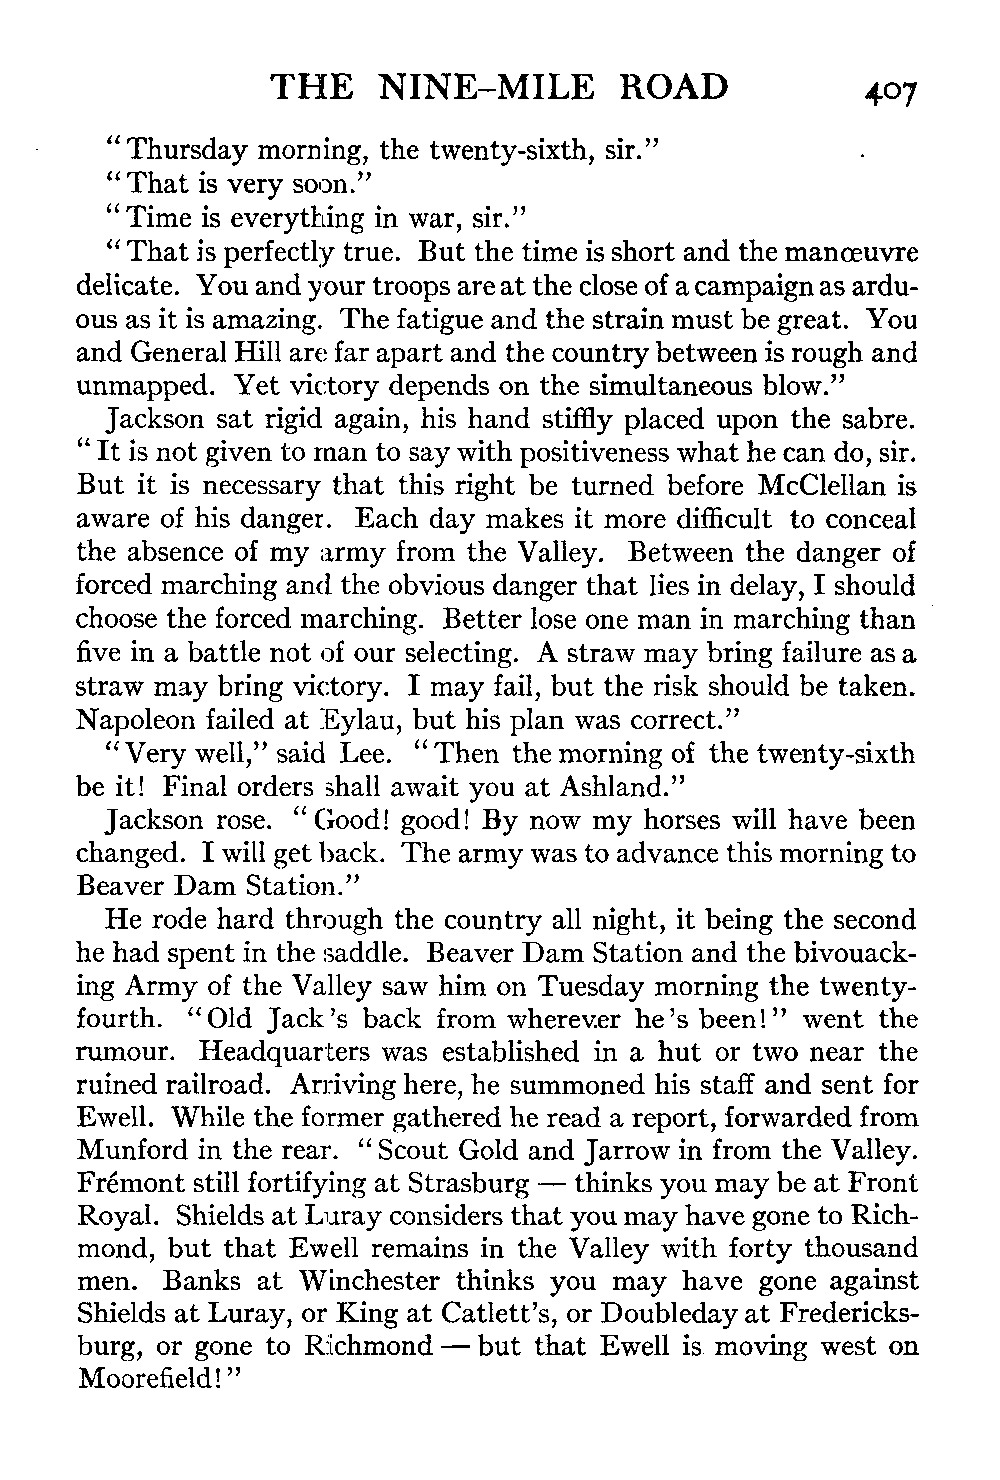 THE NINE-MILE ROAD 407
"Thursday morning, the twenty-sixth, sir."
"That is very soon."
"Time is everything in war, sir."
"That is perfectly true. But the time is short and the manœuvre
delicate. You and your troops are at the close of a campaign as ardu-
ous as it is amazing. The fatigue and the strain must be great. You
and General Hill are far apart and the country between is rough and
unmapped. Yet victory depends on the simultaneous blow."
Jackson sat rigid again, his hand stiffly placed upon the sabre.
"It is not given to man to say with positiveness what he can do, sir.
But it is necessary that this right be turned before McClellan is
aware of his danger. Each day makes it more difficult to conceal
the absence of my army from the Valley. Between the danger of
forced marching and the obvious danger that lies in delay, I should
choose the forced marching. Better lose one man in marching than
five in a battle not of our selecting. A straw may bring failure as a
straw may bring victory. I may fail, but the risk should be taken.
Napoleon failed at Eylau, but his plan was correct."
"Very well," said Lee. "Then the morning of the twenty-sixth
be it! Final orders shall await you at Ashland."
Jackson rose. "Good! good! By now my horses will have been
changed. I will get back. The army was to advance this morning to
Beaver Dam Station."
He rode hard through the country all night, it being the second
he had spent in the saddle. Beaver Dam Station and the bivouack-
ing Army of the Valley saw him on Tuesday morning the twenty-
fourth. "Old Jack's back from wherever he's been!" went the
rumour. Headquarters was established in a hut or two near the
ruined railroad. Arriving here, he summoned his staff and sent for
Ewell. While the former gathered he read a report, forwarded from
Munford in the rear. "Scout Gold and Jarrow in from the Valley.
Frémont still fortifying at Strasburg — thinks you may be at Front
Royal. Shields at Luray considers that you may have gone to Rich-
mond, but that Ewell remains in the Valley with forty thousand
men. Banks at Winchester thinks you may have gone against
Shields at Luray, or King at Catlett's, or Doubleday at Fredericks-
burg, or gone to Richmond — but that Ewell is moving west on
Moorefield!"